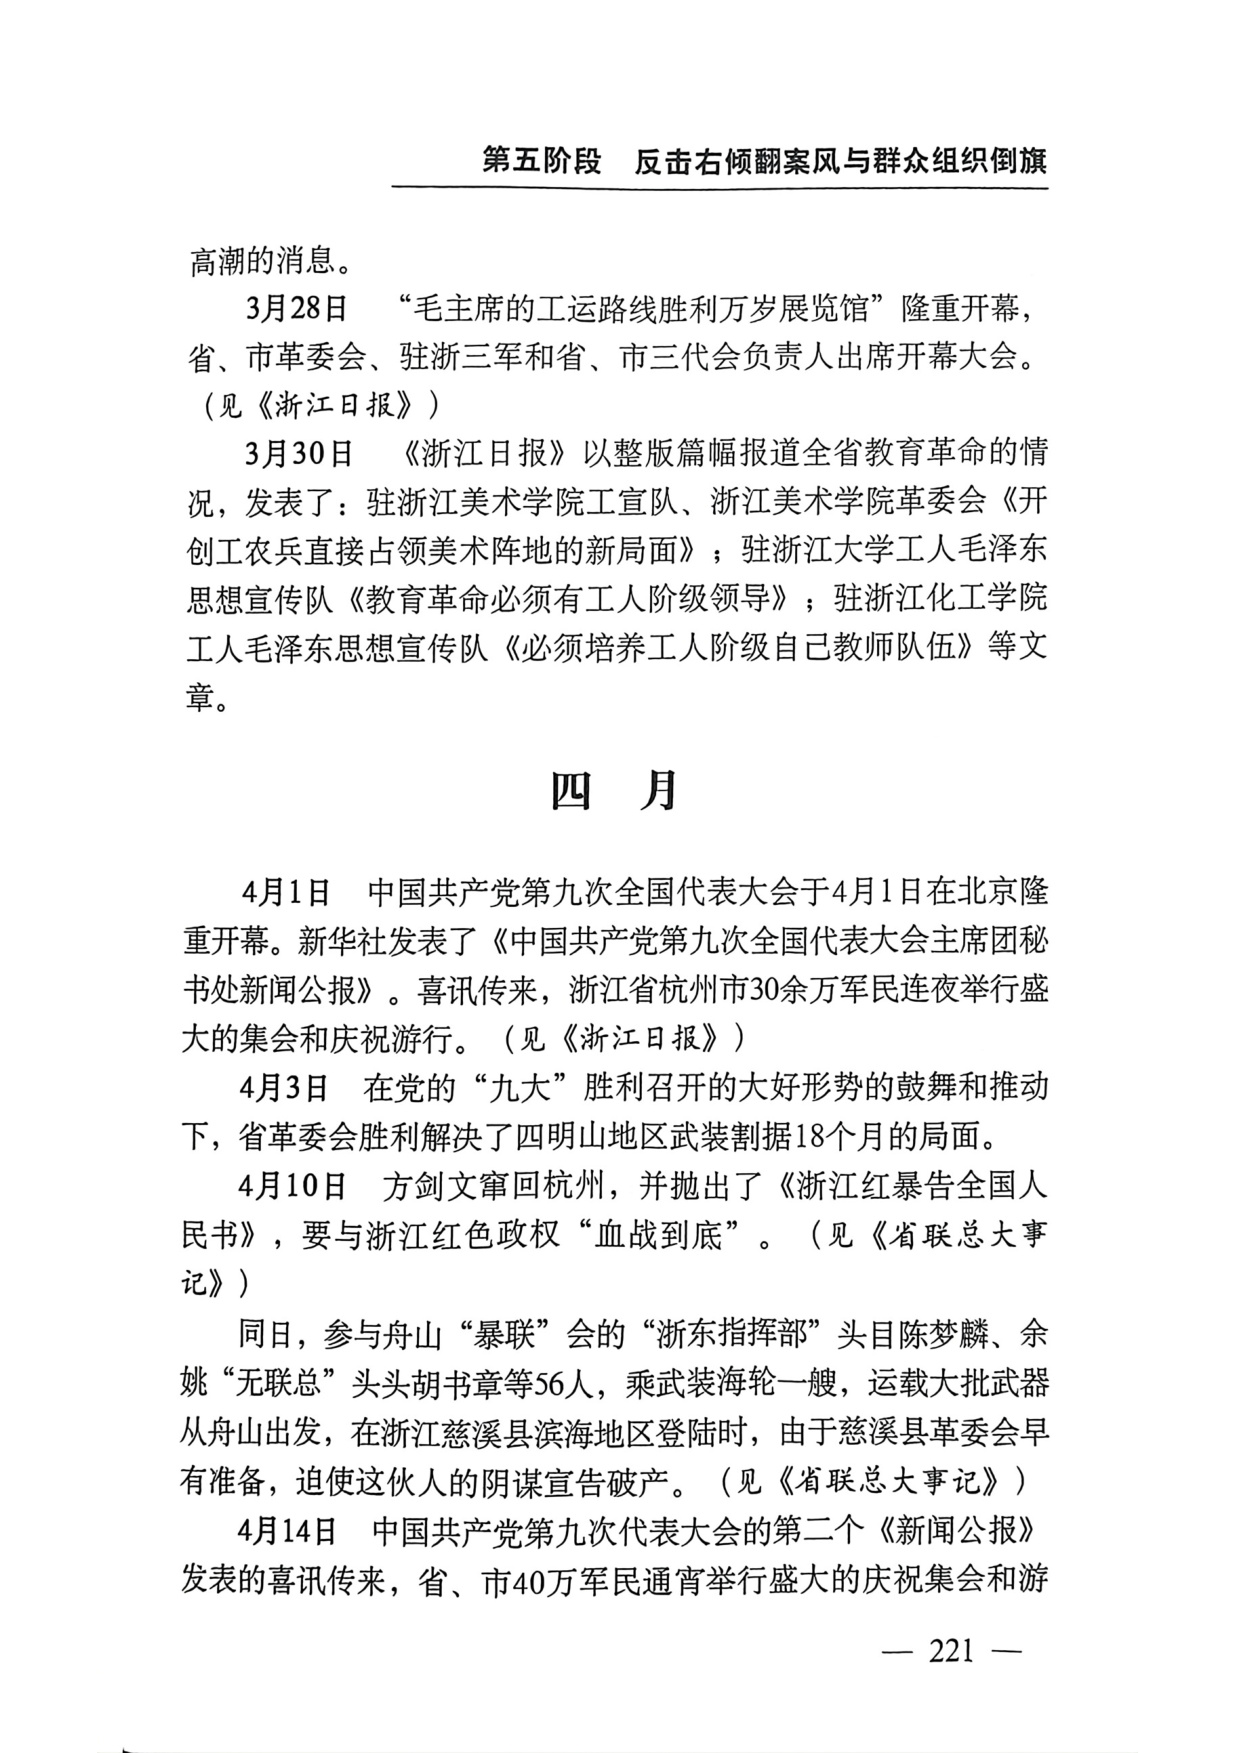 第五阶段 反击右倾翻案风与群众组织倒旗
高潮的消息。
3月28日 “毛主席的工运路线胜利万岁展览馆”隆重开幕，
省、市革委会、驻浙三军和省、市三代会负责人出席开幕大会。
（见《浙江日报》）
3月30日 《浙江日报》以整版篇幅报道全省教育革命的情
况，发表了：驻浙江美术学院工宣队、浙江美术学院革委会《开
创工农兵直接占领美术阵地的新局面》；驻浙江大学工人毛泽东
思想宣传队《教育革命必须有工人阶级领导》；驻浙江化工学院
工人毛泽东思想宣传队《必须培养工人阶级自己教师队伍》等文
章。
四 月
4月1日 中国共产党第九次全国代表大会于4月1日在北京隆
重开幕。新华社发表了《中国共产党第九次全国代表大会主席团秘
书处新闻公报》。喜讯传来，浙江省杭州市30余万军民连夜举行盛
大的集会和庆祝游行。（见《浙江日报》）
4月3日 在党的“九大”胜利召开的大好形势的鼓舞和推动
下，省革委会胜利解决了四明山地区武装割据18个月的局面。
4月10日 方剑文窜回杭州，并抛出了《浙江红暴告全国人
民书》，要与浙江红色政权“血战到底”。（见《省联总大事
记》）
同日，参与舟山“暴联”会的“浙东指挥部”头目陈梦麟、余
姚“无联总”头头胡书章等56人，乘武装海轮一艘，运载大批武器
从舟山出发，在浙江慈溪县滨海地区登陆时，由于慈溪县革委会早
有准备，迫使这伙人的阴谋宣告破产。（见《省联总大事记》）
4月14日 中国共产党第九次代表大会的第二个《新闻公报》
发表的喜讯传来，省、市40万军民通宵举行盛大的庆祝集会和游
— 221 —